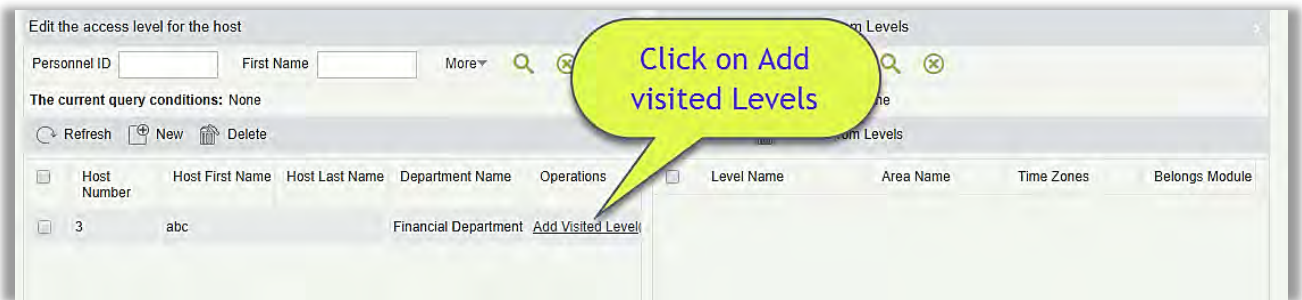 Edit the access level for the host
m Levels
Personnel ID First Name More
The current query conditions: None
ne
Refresh New Delete
om Levels
Click on Add
visited Levels
Host Number Host First Name Host Last Name Department Name Operations
Level Name Area Name Time Zones Belongs Module
3 abc Financial Department Add Visited Level(